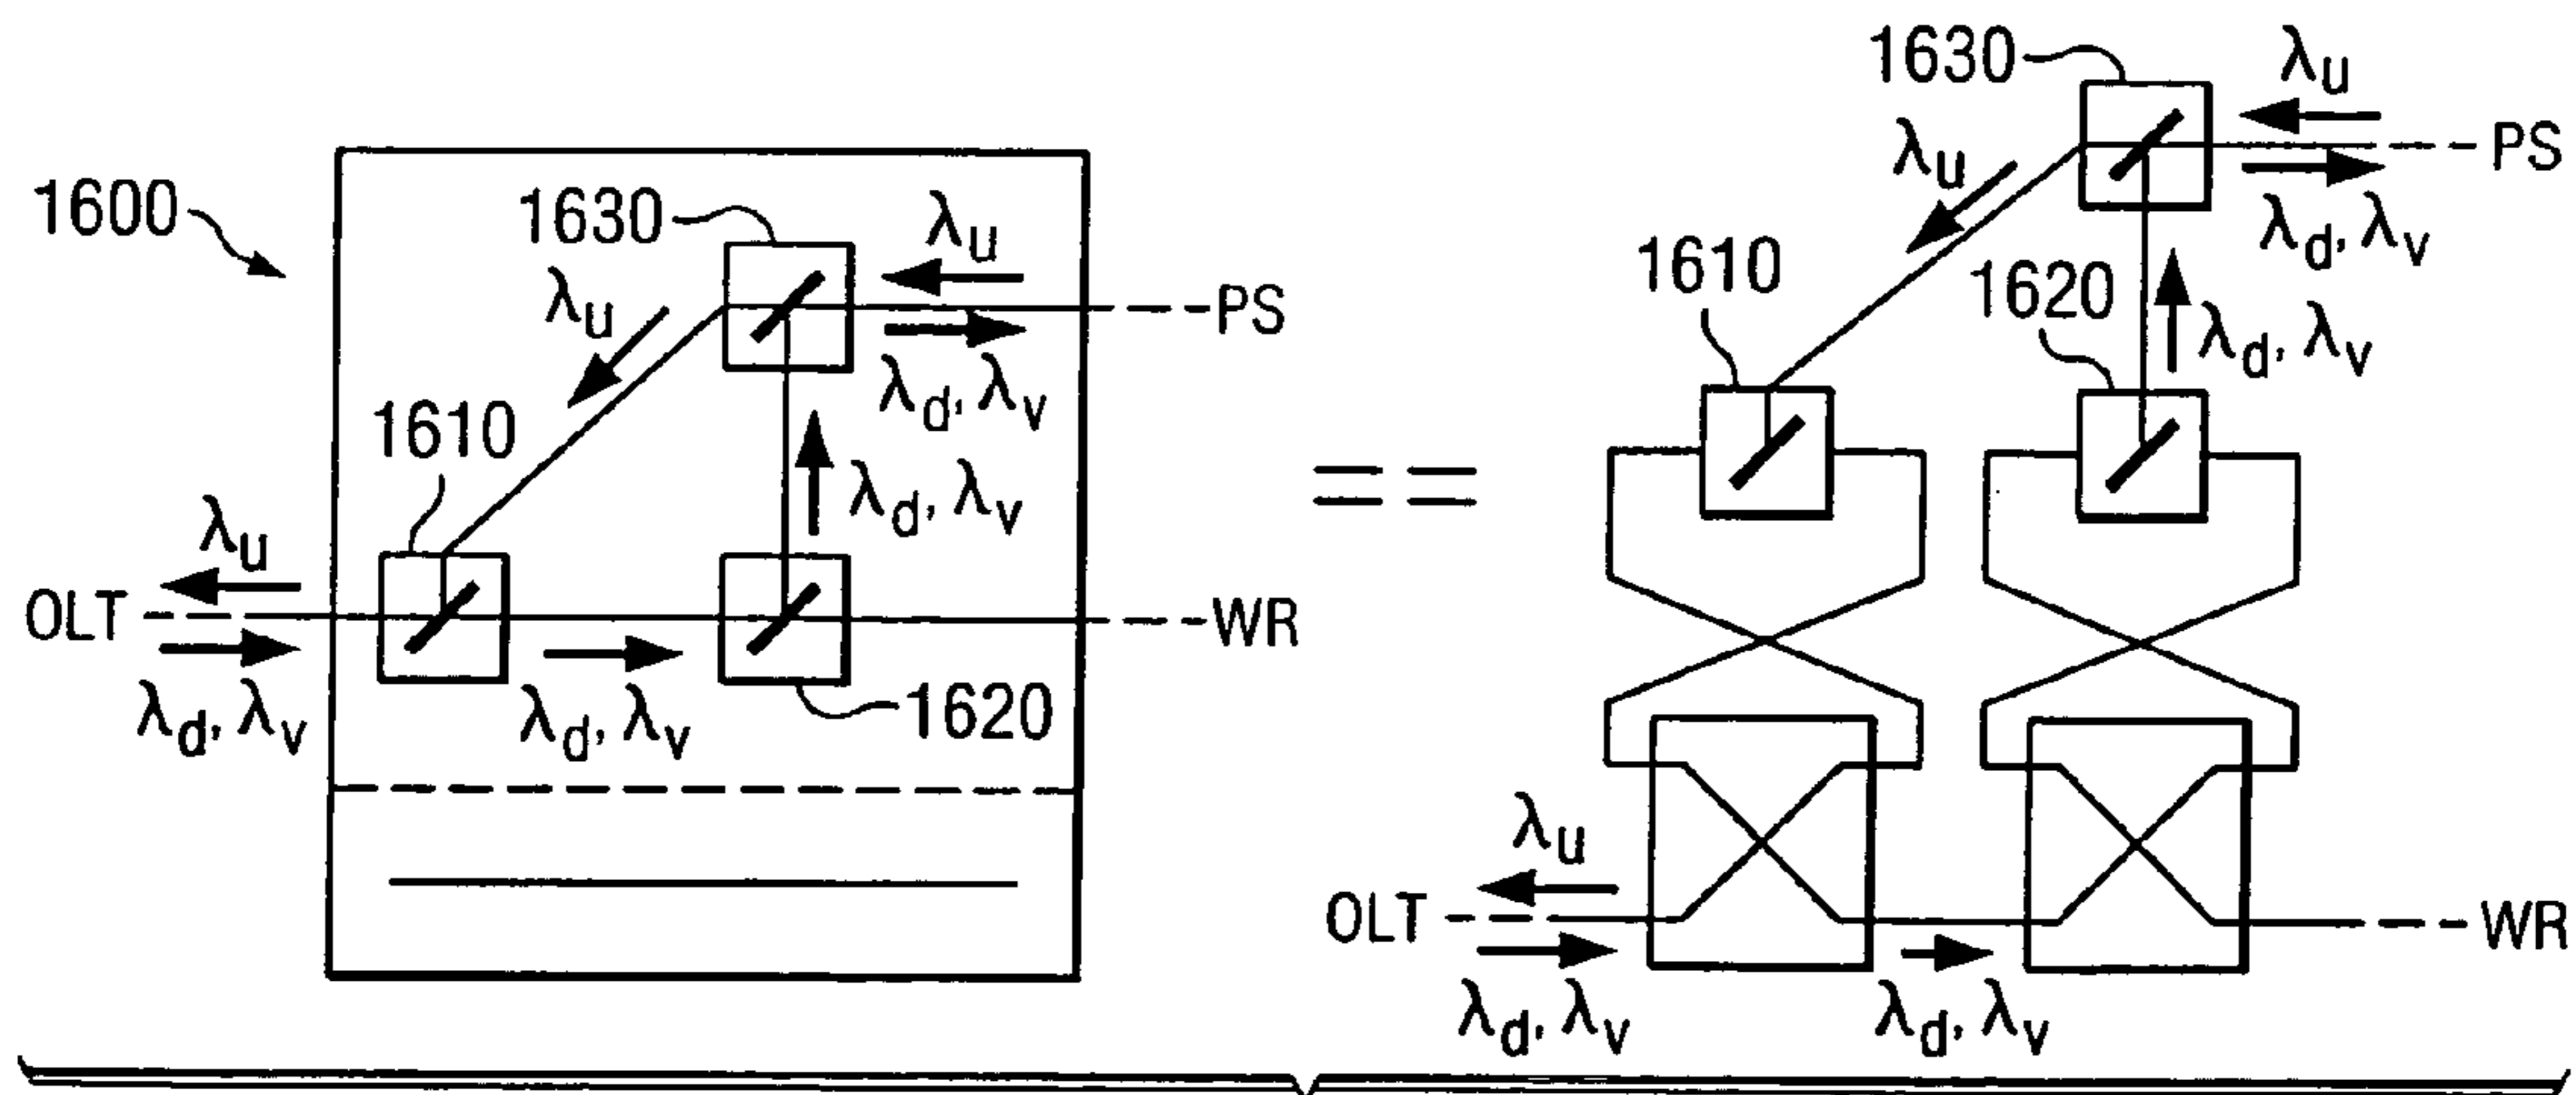 1600
1630
λu
λu
PS
λd, λv
1610
λd, λv
λu
OLT
WR
λd, λv
λd, λv
1620
==
1630
λu
λu
PS
λd, λv
1610
1620
λd, λv
λu
OLT
WR
λd, λv
λd, λv